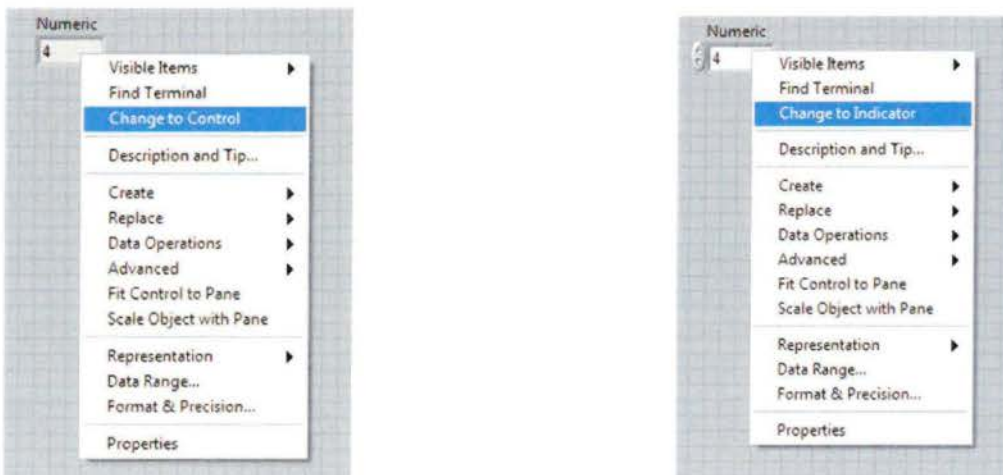 Numeric
4
Visible Items
Find Terminal
Change to Control
Description and Tip...
Create
Replace
Data Operations
Advanced
Fit Control to Pane
Scale Object with Pane
Representation
Data Range...
Format & Precision...
Properties
Numeric
4
Visible Items
Find Terminal
Change to Indicator
Description and Tip...
Create
Replace
Data Operations
Advanced
Fit Control to Pane
Scale Object with Pane
Representation
Data Range...
Format & Precision...
Properties